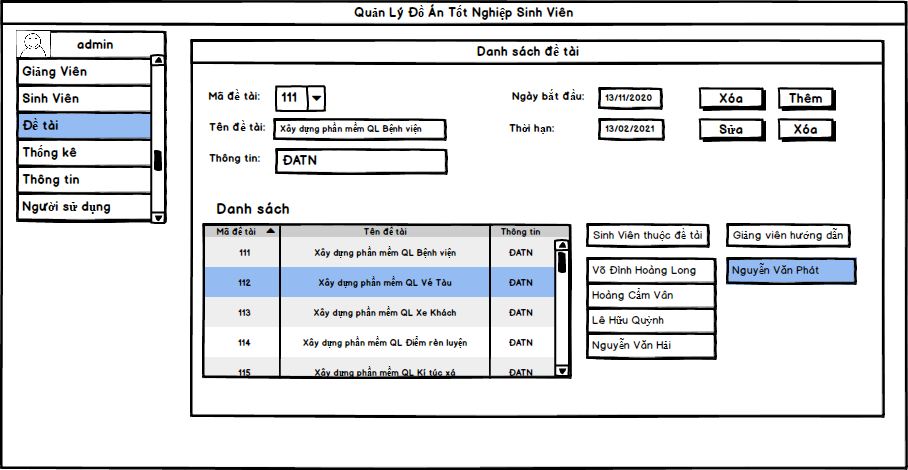 Quản Lý Đồ Án Tốt Nghiệp Sinh Viên
admin
Giảng Viên
Sinh Viên
Đề tài
Thống kê
Thông tin
Người sử dụng
Danh sách đề tài
Mã đề tài: 111
Ngày bắt đầu: 13/11/2020
Xóa Thêm
Tên đề tài: Xây dựng phần mềm QL Bệnh viện
Thời hạn: 13/02/2021
Sửa Xóa
Thông tin: ĐATN
Danh sách
Mã đề tài Tên đề tài Thông tin
111 Xây dựng phần mềm QL Bệnh viện ĐATN
112 Xây dựng phần mềm QL Vé Tàu ĐATN
113 Xây dựng phần mềm QL Xe Khách ĐATN
114 Xây dựng phần mềm QL Điểm rèn luyện ĐATN
115 Xây dựng phần mềm QL Kí túc xá ĐATN
Sinh Viên thuộc đề tài
Võ Đình Hoàng Long
Hoàng Cẩm Vân
Lê Hữu Quỳnh
Nguyễn Văn Hải
Giảng viên hướng dẫn
Nguyễn Văn Phát